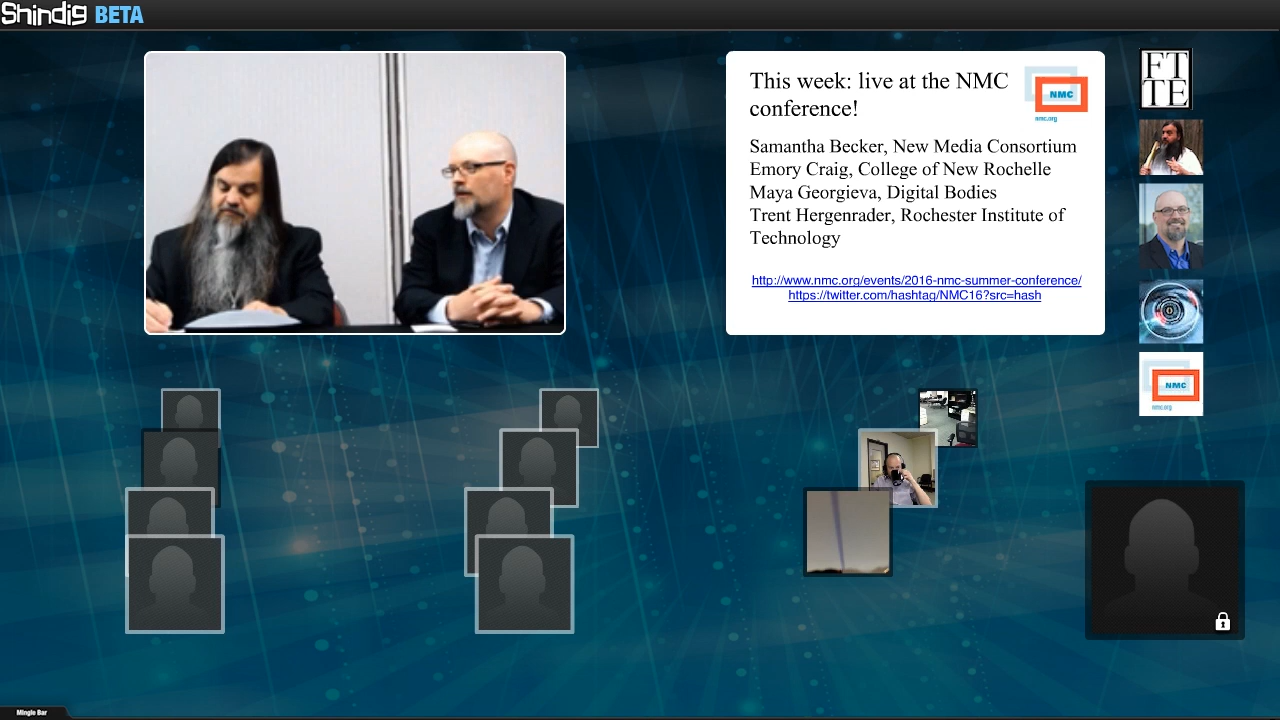 Shindig BETA
This week: live at the NMC
conference!
NMC
nmc.org
Samantha Becker, New Media Consortium
Emory Craig, College of New Rochelle
Maya Georgieva, Digital Bodies
Trent Hergenrader, Rochester Institute of
Technology
http://www.nmc.org/events/2016-nmc-summer-conference/
https://twitter.com/hashtag/NMC16?src=hash
FT
TE
NMC
nmc.org
Mingle Bar